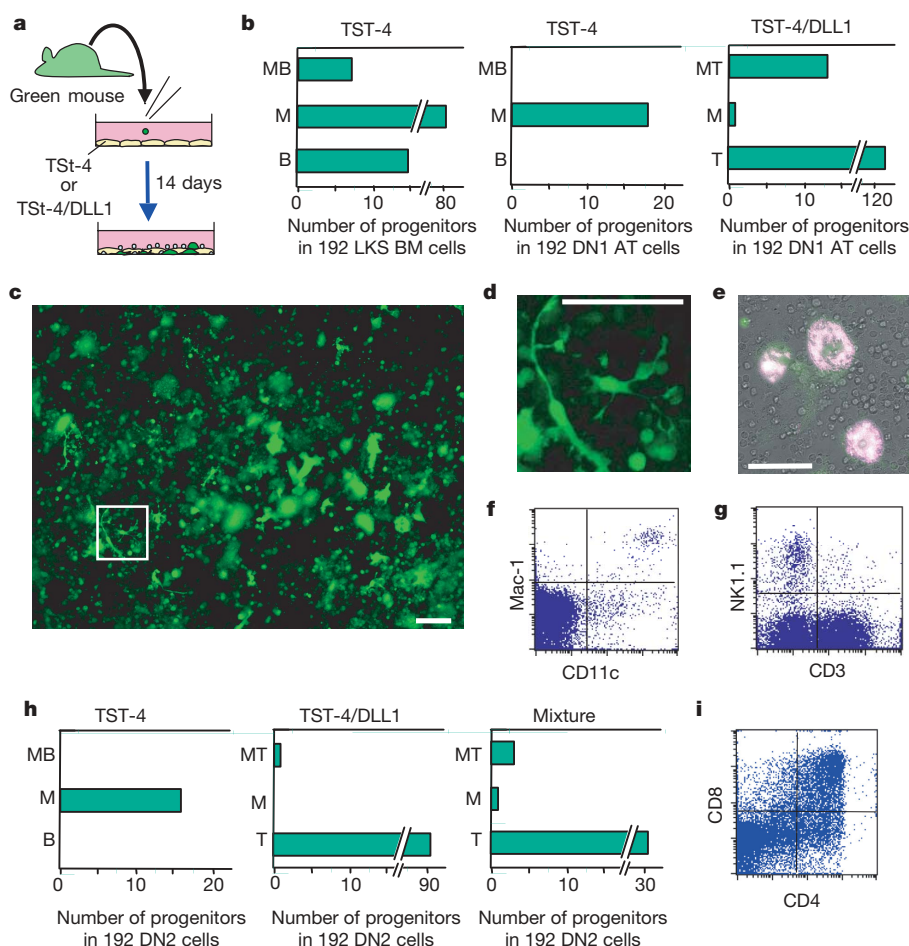 a
Green mouse
TSt-4
or
TSt-4/DLL1
14 days
b
TST-4
MB
M
B
0 10 80
Number of progenitors
in 192 LKS BM cells
TST-4
MB
M
B
0 10 20
Number of progenitors
in 192 DN1 AT cells
TST-4/DLL1
MT
M
T
0 10 120
Number of progenitors
in 192 DN1 AT cells
c
d
e
f
Mac-1
CD11c
g
NK1.1
CD3
h
TST-4
MB
M
B
0 10 20
Number of progenitors
in 192 DN2 cells
TST-4/DLL1
MT
M
T
0 10 90
Number of progenitors
in 192 DN2 cells
Mixture
MT
M
T
0 10 30
Number of progenitors
in 192 DN2 cells
i
CD8
CD4